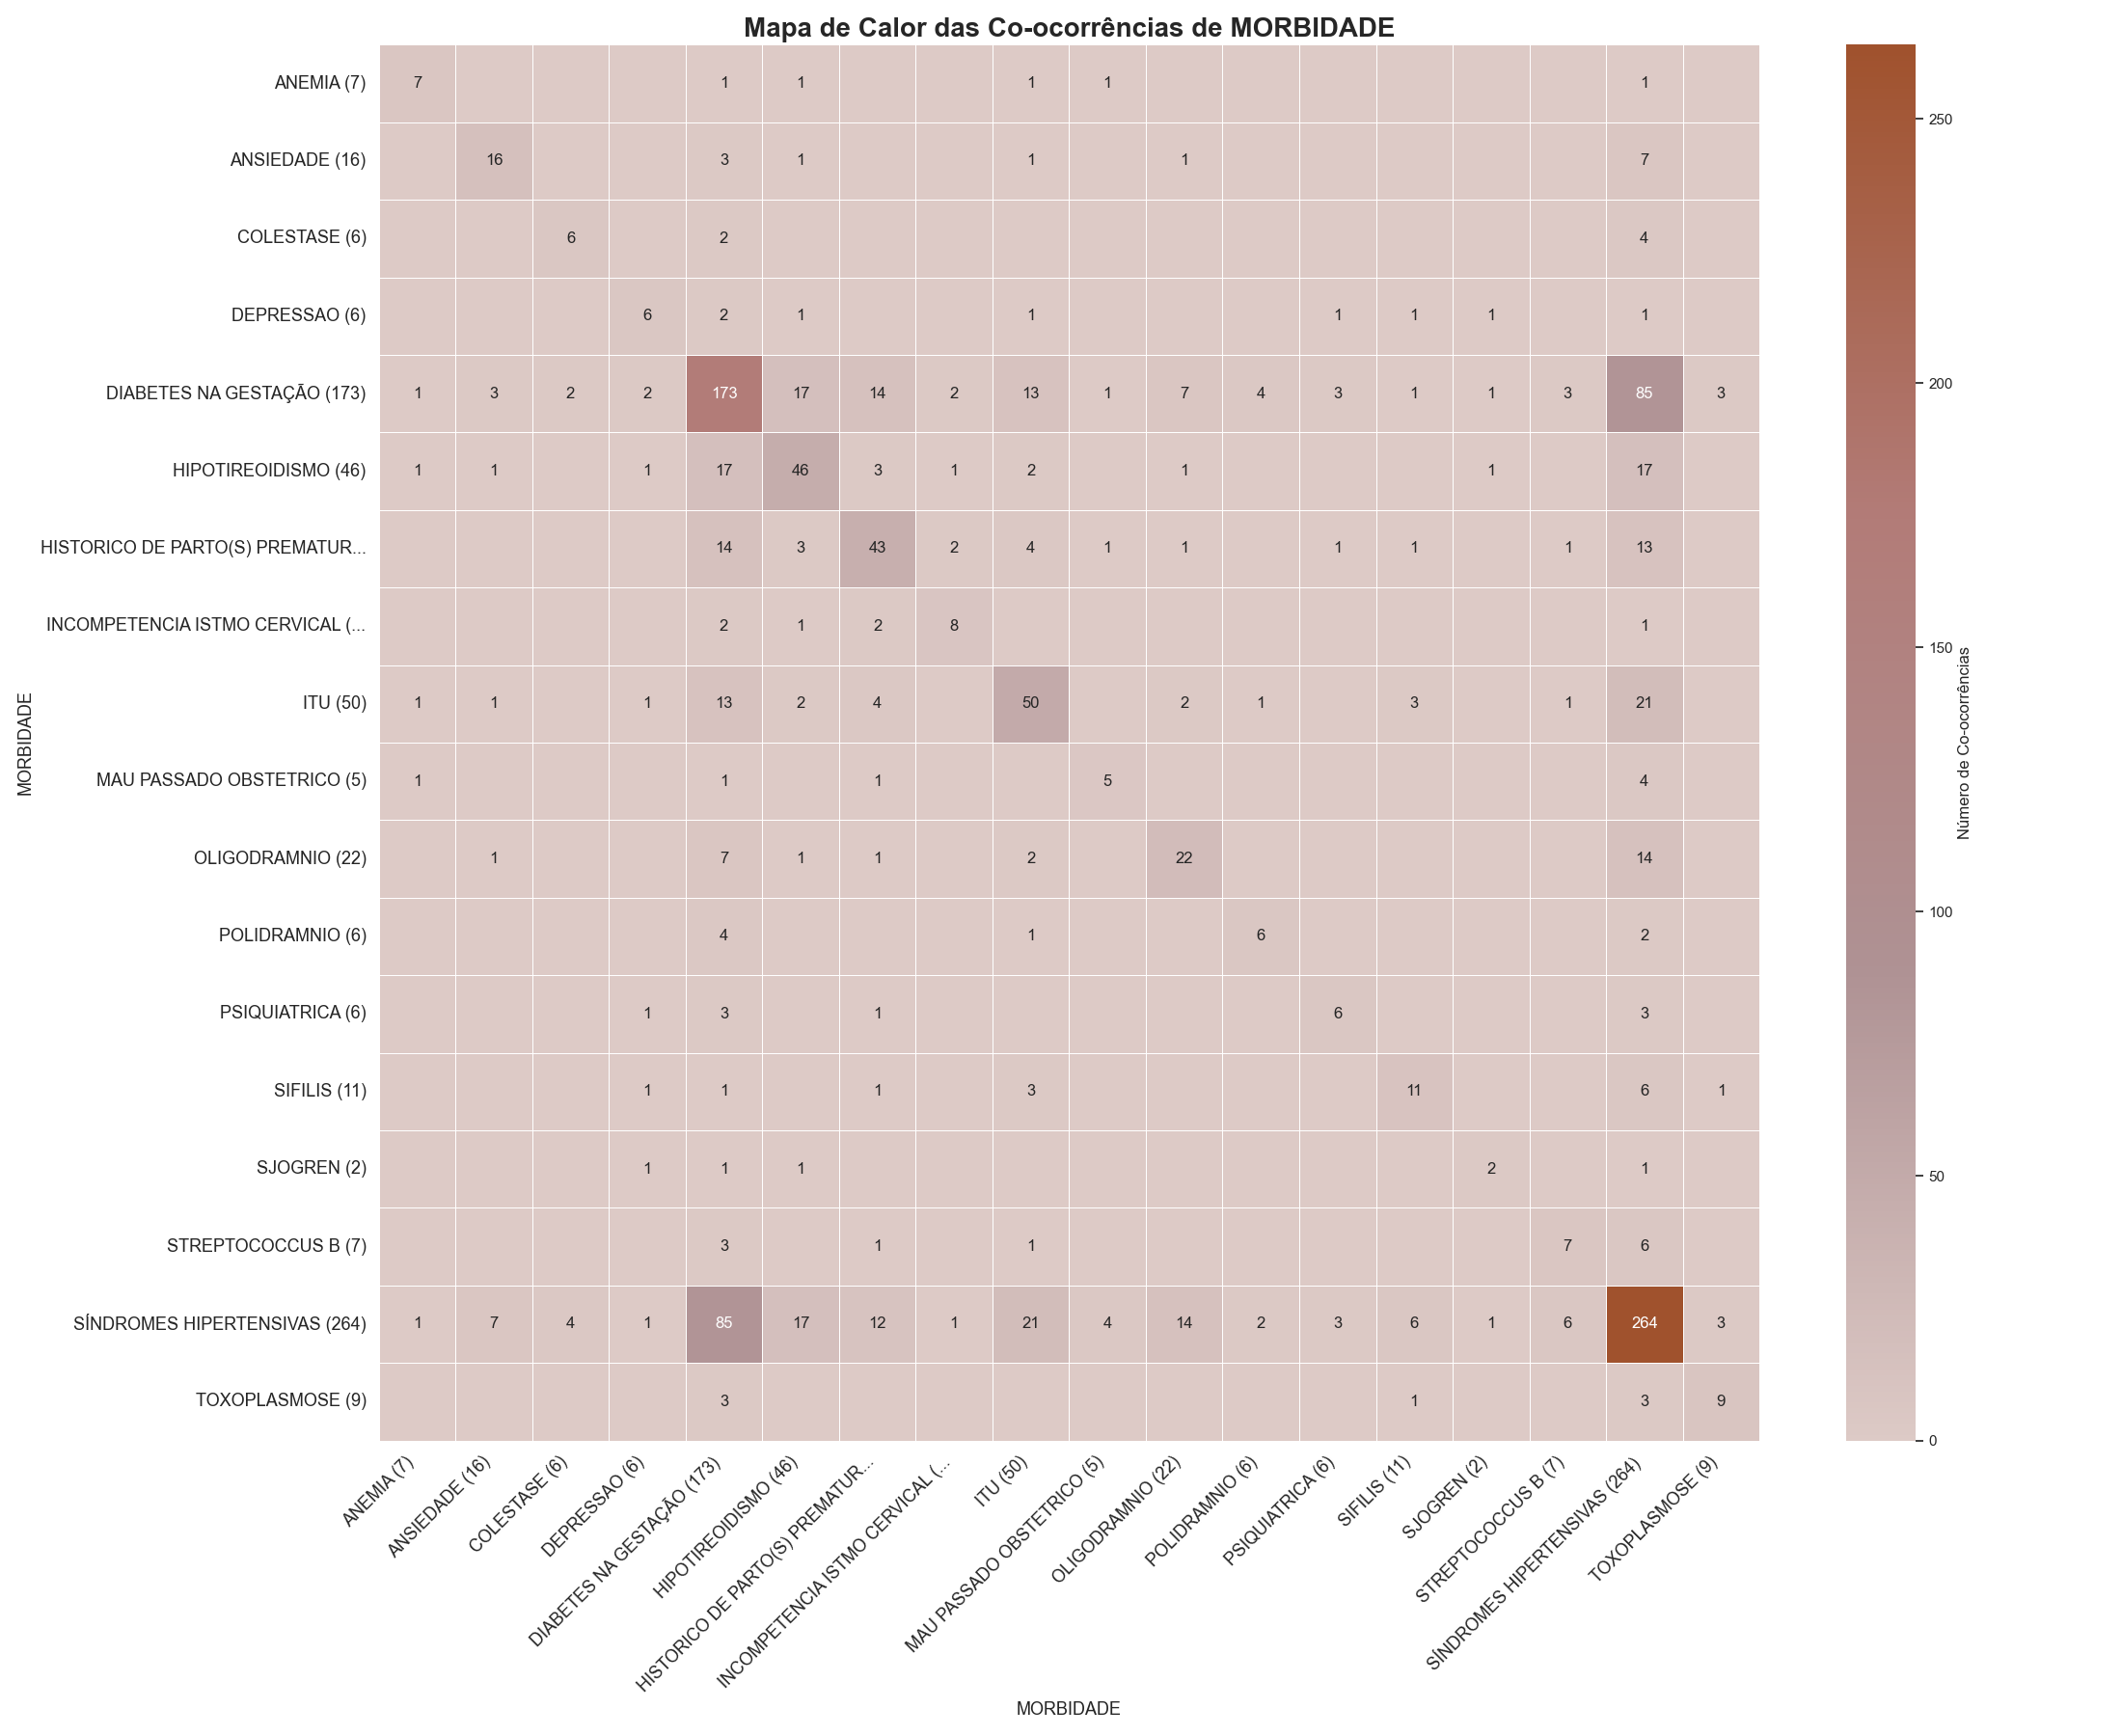 Mapa de Calor das Co-ocorrências de MORBIDADE
MORBIDADE
ANEMIA (7) 7 1 1 1 1 1
ANSIEDADE (16) 16 3 1 1 1 7
COLESTASE (6) 6 2 4
DEPRESSAO (6) 6 2 1 1 1 1 1 1
DIABETES NA GESTAÇÃO (173) 1 3 2 2 173 17 14 2 13 1 7 4 3 1 1 3 85 3
HIPOTIREOIDISMO (46) 1 1 1 17 46 3 1 2 1 1 17
HISTORICO DE PARTO(S) PREMATUR... 14 3 43 2 4 1 1 1 1 1 13
INCOMPETENCIA ISTMO CERVICAL (... 2 1 2 8 1
ITU (50) 1 1 1 13 2 4 50 2 1 3 1 21
MAU PASSADO OBSTETRICO (5) 1 1 1 5 4
OLIGODRAMNIO (22) 1 7 1 1 2 22 14
POLIDRAMNIO (6) 4 1 6 2
PSIQUIATRICA (6) 1 3 1 6 3
SIFILIS (11) 1 1 1 3 11 6 1
SJOGREN (2) 1 1 1 2 1
STREPTOCOCCUS B (7) 3 1 1 7 6
SÍNDROMES HIPERTENSIVAS (264) 1 7 4 1 85 17 12 1 21 4 14 2 3 6 1 6 264 3
TOXOPLASMOSE (9) 3 1 3 9
ANEMIA (7)
ANSIEDADE (16)
COLESTASE (6)
DEPRESSAO (6)
DIABETES NA GESTAÇÃO (173)
HIPOTIREOIDISMO (46)
HISTORICO DE PARTO(S) PREMATUR...
INCOMPETENCIA ISTMO CERVICAL (...
ITU (50)
MAU PASSADO OBSTETRICO (5)
OLIGODRAMNIO (22)
POLIDRAMNIO (6)
PSIQUIATRICA (6)
SIFILIS (11)
SJOGREN (2)
STREPTOCOCCUS B (7)
SÍNDROMES HIPERTENSIVAS (264)
TOXOPLASMOSE (9)
MORBIDADE
250
200
150
100
50
0
Número de Co-ocorrências